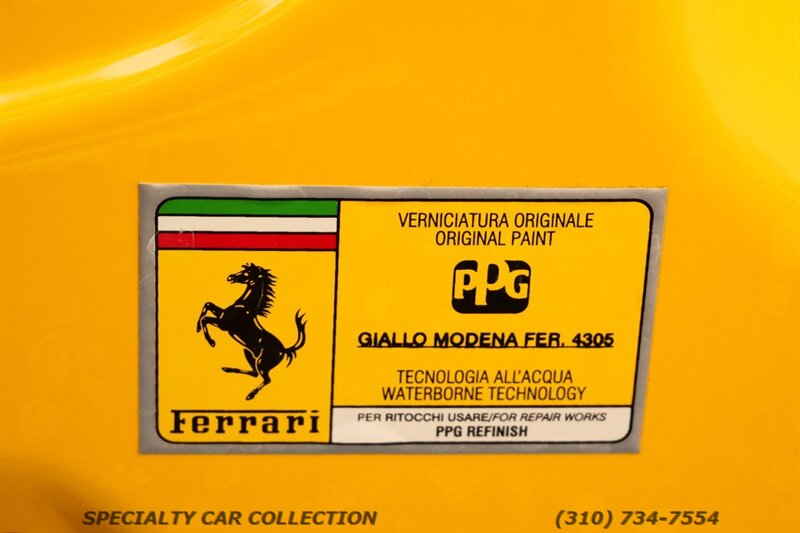 VERNICIATURA ORIGINALE
ORIGINAL PAINT
PPG
GIALLO MODENA FER. 4305
TECNOLOGIA ALL'ACQUA
WATERBORNE TECHNOLOGY
Ferrari
PER RITOCCHI USARE/FOR REPAIR WORKS
PPG REFINISH
SPECIALTY CAR COLLECTION (310) 734-7554